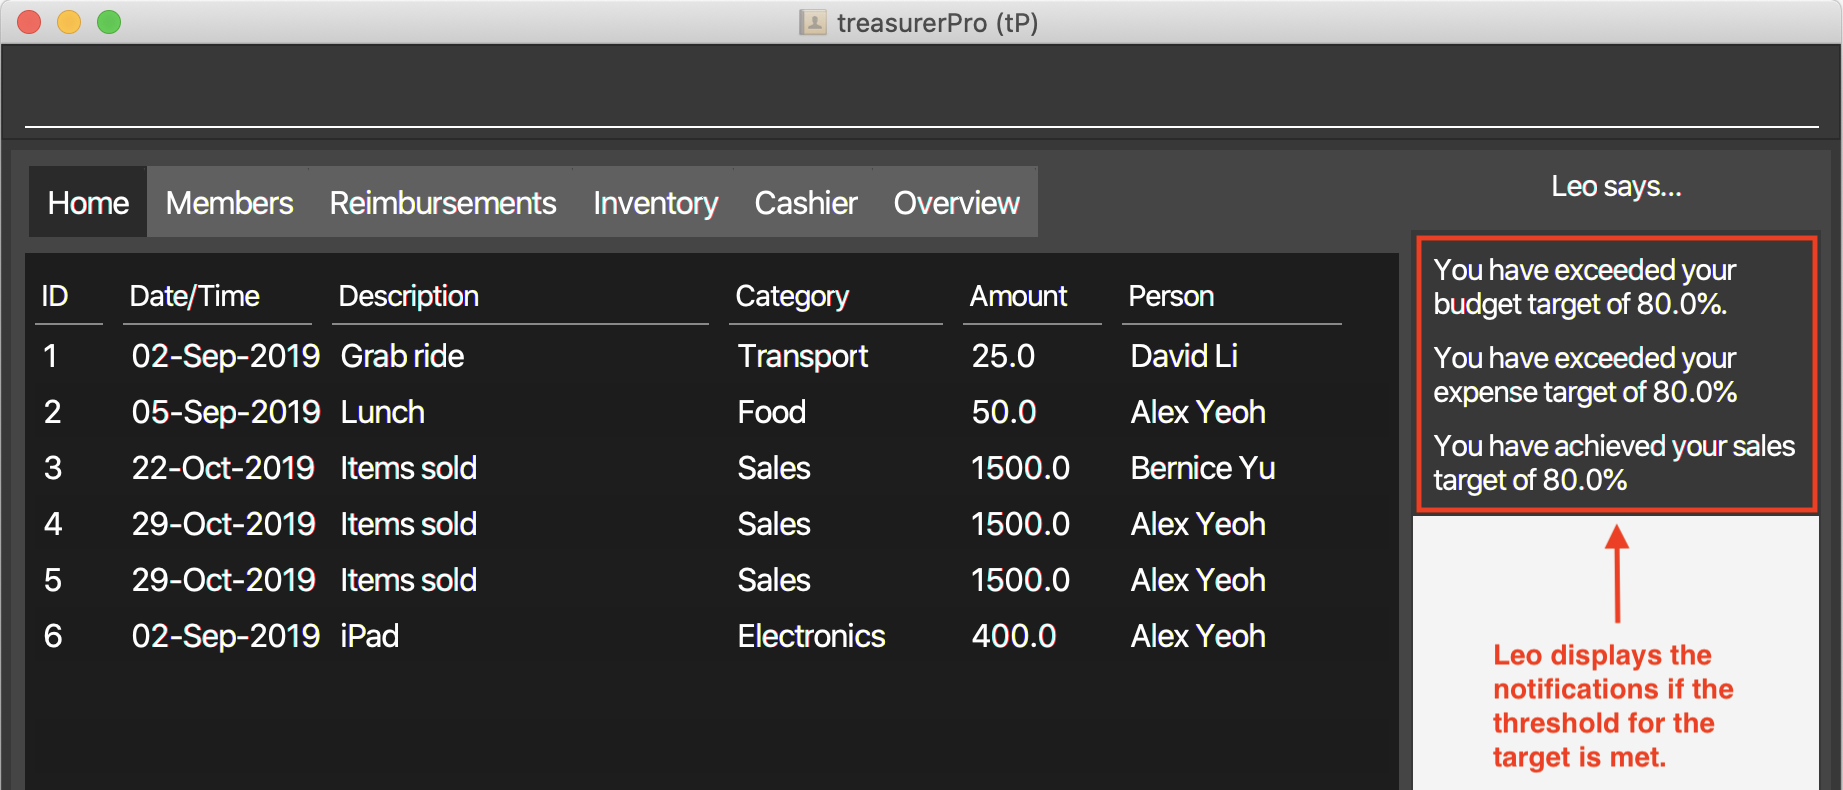 treasurerPro (tP)
Home Members Reimbursements Inventory Cashier Overview
Leo says...
ID Date/Time Description Category Amount Person
1 02-Sep-2019 Grab ride Transport 25.0 David Li
2 05-Sep-2019 Lunch Food 50.0 Alex Yeoh
3 22-Oct-2019 Items sold Sales 1500.0 Bernice Yu
4 29-Oct-2019 Items sold Sales 1500.0 Alex Yeoh
5 29-Oct-2019 Items sold Sales 1500.0 Alex Yeoh
6 02-Sep-2019 iPad Electronics 400.0 Alex Yeoh
You have exceeded your
budget target of 80.0%.
You have exceeded your
expense target of 80.0%
You have achieved your sales
target of 80.0%
Leo displays the
notifications if the
threshold for the
target is met.